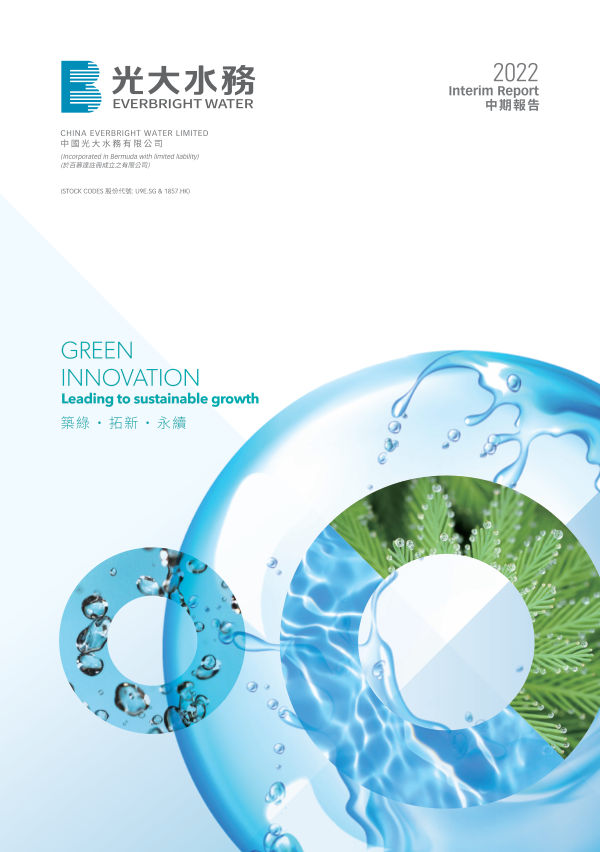 光大水務
EVERBRIGHT WATER
2022
Interim Report
中期報告
CHINA EVERBRIGHT WATER LIMITED
中國光大水務有限公司
(Incorporated in Bermuda with limited liability)
(於百慕達註冊成立之有限公司)
(STOCK CODES 股份代號: U9E.SG & 1857.HK)
GREEN
INNOVATION
Leading to sustainable growth
築綠・拓新・永續